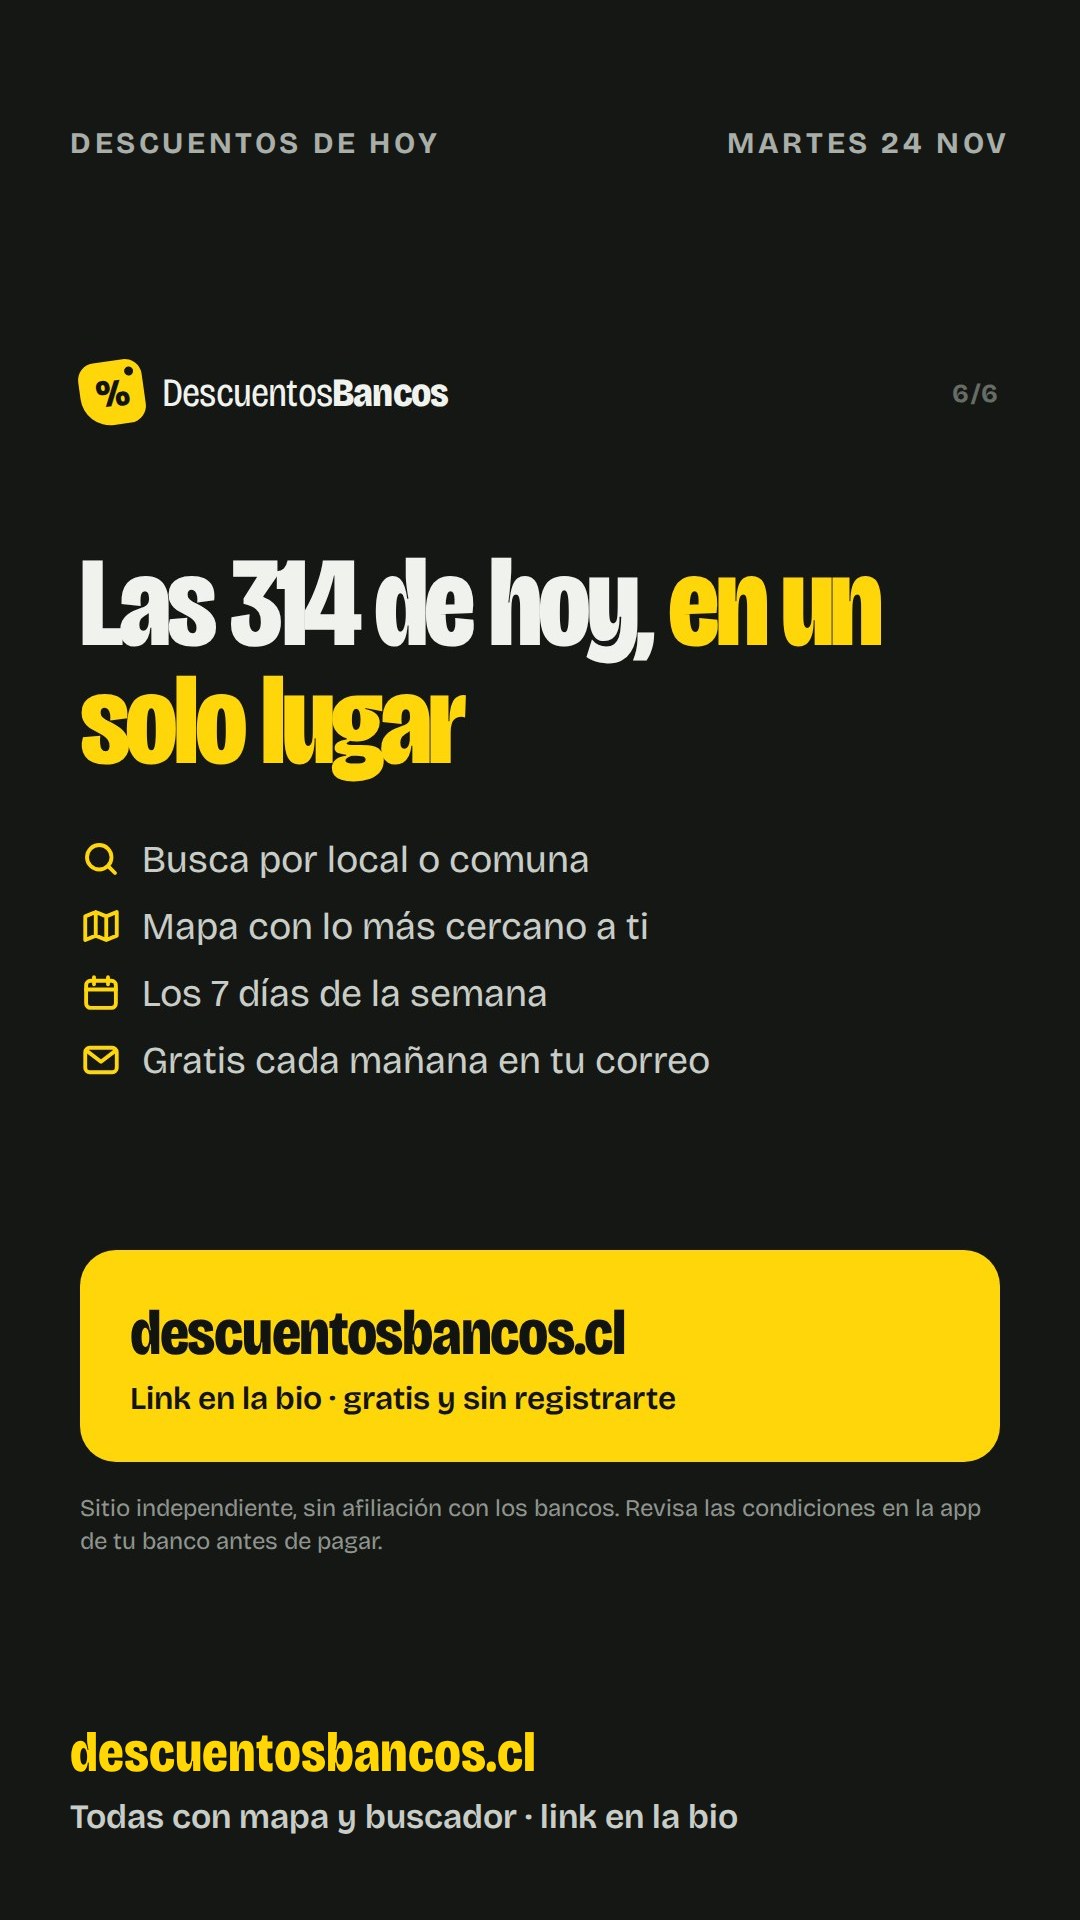 DESCUENTOS DE HOY
MARTES 24 NOV
%
DescuentosBancos
6/6
Las 314 de hoy, en un
solo lugar
Busca por local o comuna
Mapa con lo más cercano a ti
Los 7 días de la semana
Gratis cada mañana en tu correo
descuentosbancos.cl
Link en la bio · gratis y sin registrarte
Sitio independiente, sin afiliación con los bancos. Revisa las condiciones en la app
de tu banco antes de pagar.
descuentosbancos.cl
Todas con mapa y buscador · link en la bio